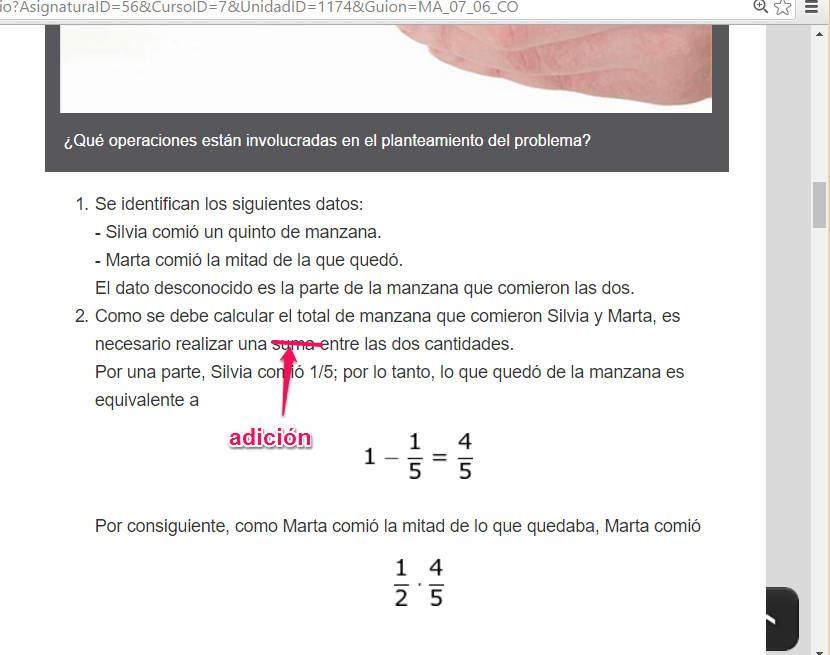 io?AsignaturaID=56&CursoID=7&UnidadID=1174&Guion=MA_07_06_CO
¿Qué operaciones están involucradas en el planteamiento del problema?
1. Se identifican los siguientes datos:
- Silvia comió un quinto de manzana.
- Marta comió la mitad de la que quedó.
El dato desconocido es la parte de la manzana que comieron las dos.
2. Como se debe calcular el total de manzana que comieron Silvia y Marta, es
necesario realizar una suma entre las dos cantidades.
Por una parte, Silvia comió 1/5; por lo tanto, lo que quedó de la manzana es
equivalente a
adición
1 − 1/5 = 4/5
Por consiguiente, como Marta comió la mitad de lo que quedaba, Marta comió
1/2 · 4/5